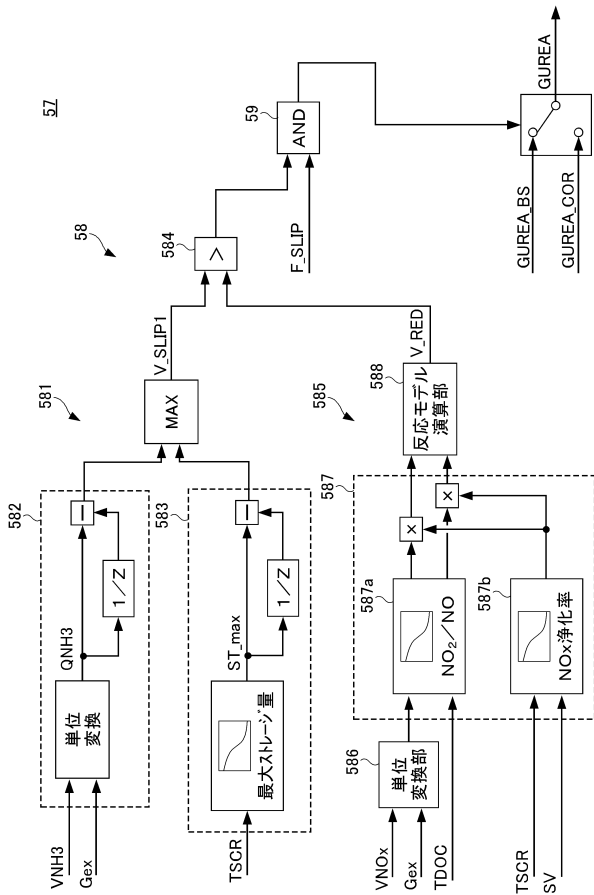 57
58
581
582
VNH3
Gex
単位
変換
QNH3
1/Z
−
583
TSCR
最大ストレージ量
ST_max
1/Z
−
MAX
V_SLIP1
584
>
F_SLIP
59
AND
GUREA_BS
GUREA_COR
GUREA
585
586
VNOx
Gex
単位
変換部
TDOC
587
587a
NO₂/NO
×
×
587b
TSCR
SV
NOx浄化率
588
反応モデル
演算部
V_RED